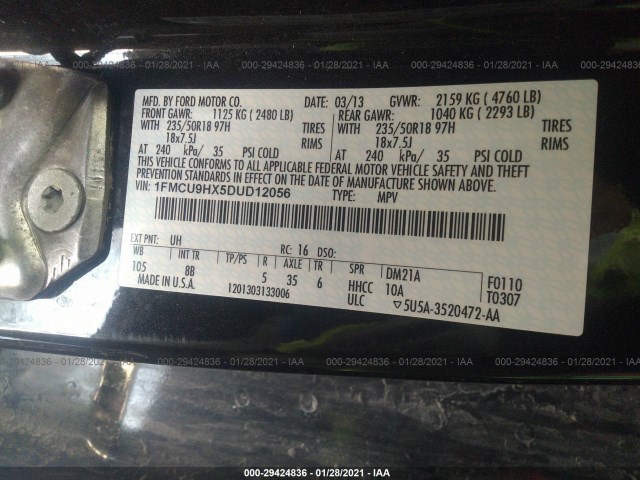 000-29424836 - 01/28/2021 - IAA 000-29424836 - 01/28/2021 - IAA 000-29424836 - 01/28/2021 - IAA
MFD. BY FORD MOTOR CO. DATE: 03/13 GVWR: 2159 KG ( 4760 LB)
FRONT GAWR: 1125 KG ( 2480 LB) REAR GAWR: 1040 KG ( 2293 LB)
WITH 235/50R18 97H TIRES WITH 235/50R18 97H TIRES
18x7.5J RIMS 18x7.5J RIMS
AT 240 kPa/ 35 PSI COLD AT 240 kPa/ 35 PSI COLD
THIS VEHICLE CONFORMS TO ALL APPLICABLE FEDERAL MOTOR VEHICLE SAFETY AND THEFT
PREVENTION STANDARDS IN EFFECT ON THE DATE OF MANUFACTURE SHOWN ABOVE.
VIN: 1FMCU9HX5DUD12056 TYPE: MPV
EXT PNT: UH RC: 16 DSO:
WB INT TR TP/PS R AXLE TR SPR DM21A F0110
105 8B 5 35 6 HHCC 10A T0307
MADE IN U.S.A. 1201303133006 ULC ▽5U5A-3520472-AA
000-29424836 - 01/28/2021 - IAA 000-29424836 - 01/28/2021 - IAA 000-29424836 - 01/28/2021 - IAA
000-29424836 - 01/28/2021 - IAA